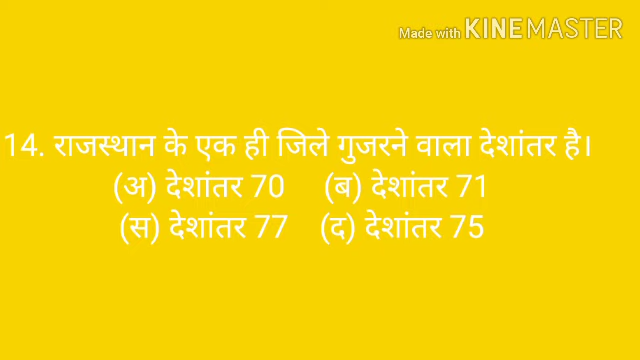 Made with KINEMASTER
14. राजस्थान के एक ही जिले गुजरने वाला देशांतर है।
(अ) देशांतर 70 (ब) देशांतर 71
(स) देशांतर 77 (द) देशांतर 75